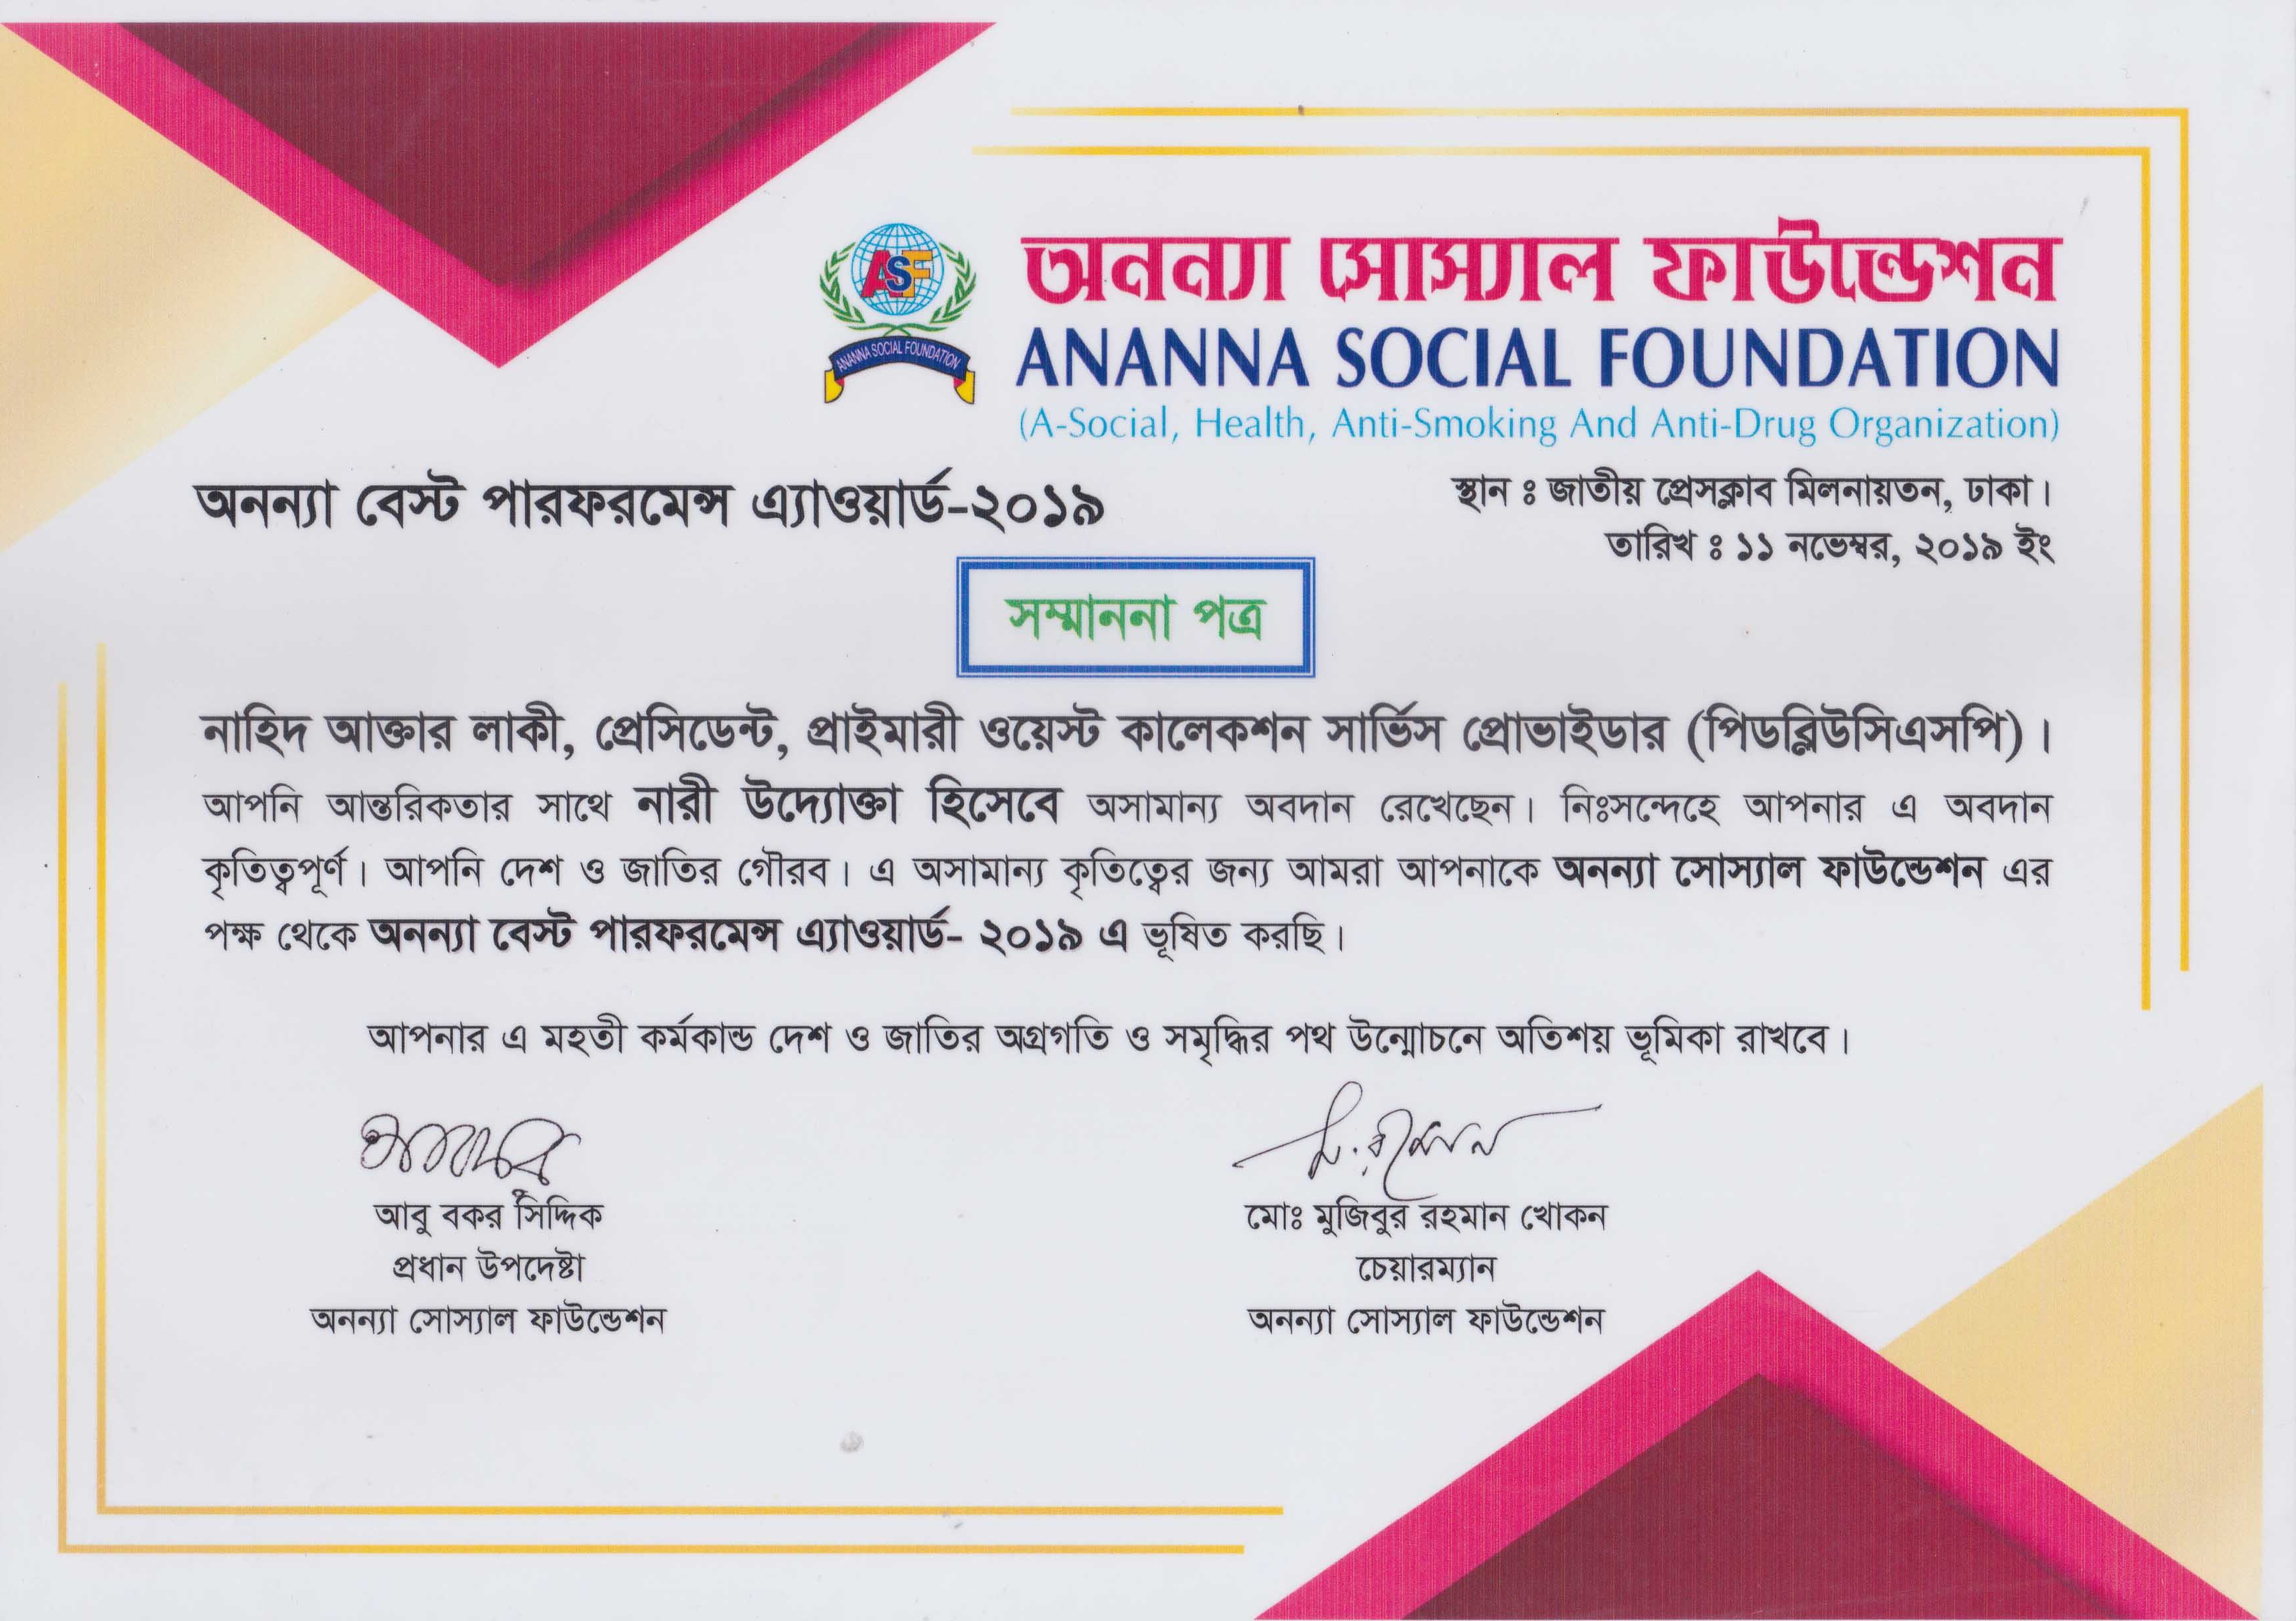 অনন্যা সোস্যাল ফাউন্ডেশন
ASF
ANANNA SOCIAL FOUNDATION
ANANNA SOCIAL FOUNDATION
(A-Social, Health, Anti-Smoking And Anti-Drug Organization)
অনন্যা বেস্ট পারফরমেন্স এ্যাওয়ার্ড-২০১৯
স্থান ঃ জাতীয় প্রেসক্লাব মিলনায়তন, ঢাকা।
তারিখ ঃ ১১ নভেম্বর, ২০১৯ ইং
সম্মাননা পত্র
নাহিদ আক্তার লাকী, প্রেসিডেন্ট, প্রাইমারী ওয়েস্ট কালেকশন সার্ভিস প্রোভাইডার (পিডব্লিউসিএসপি)।
আপনি আন্তরিকতার সাথে নারী উদ্যোক্তা হিসেবে অসামান্য অবদান রেখেছেন। নিঃসন্দেহে আপনার এ অবদান
কৃতিত্বপূর্ণ। আপনি দেশ ও জাতির গৌরব। এ অসামান্য কৃতিত্বের জন্য আমরা আপনাকে অনন্যা সোস্যাল ফাউন্ডেশন এর
পক্ষ থেকে অনন্যা বেস্ট পারফরমেন্স এ্যাওয়ার্ড- ২০১৯ এ ভূষিত করছি।
আপনার এ মহতী কর্মকান্ড দেশ ও জাতির অগ্রগতি ও সমৃদ্ধির পথ উন্মোচনে অতিশয় ভূমিকা রাখবে।
আবু বকর সিদ্দিক
প্রধান উপদেষ্টা
অনন্যা সোস্যাল ফাউন্ডেশন
মোঃ মুজিবুর রহমান খোকন
চেয়ারম্যান
অনন্যা সোস্যাল ফাউন্ডেশন